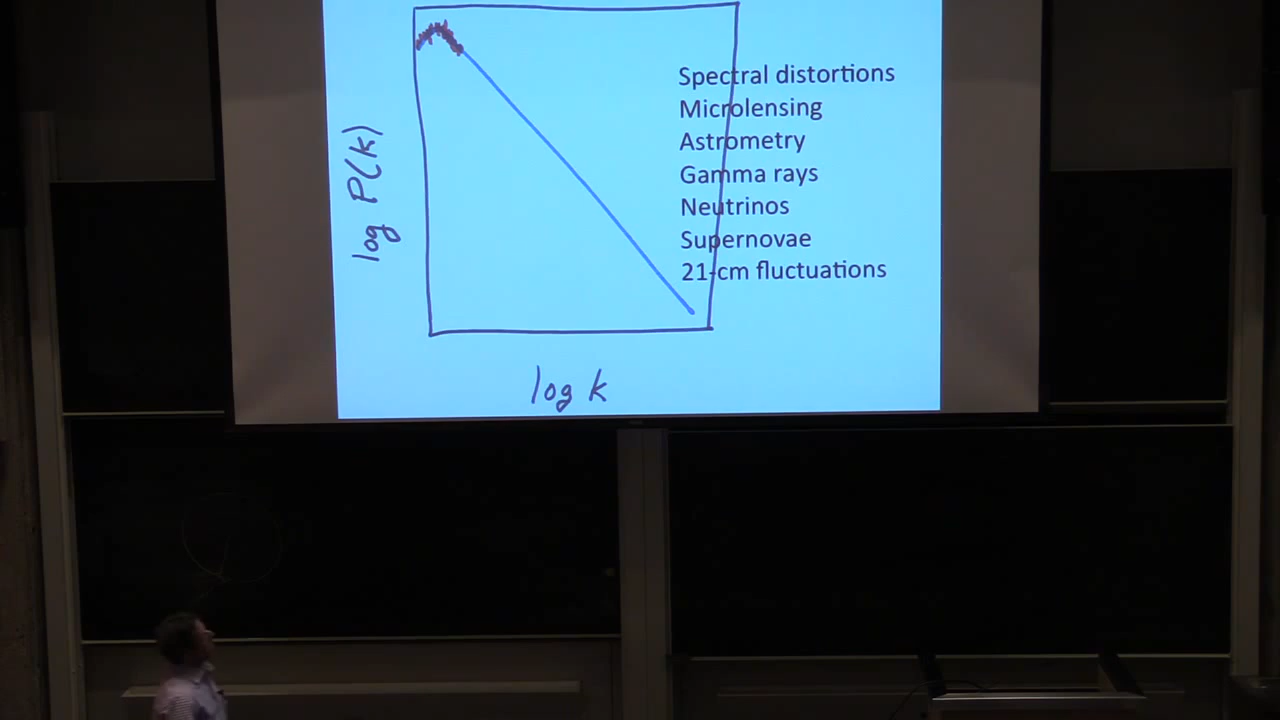 log P(k)
Spectral distortions
Microlensing
Astrometry
Gamma rays
Neutrinos
Supernovae
21-cm fluctuations
log k